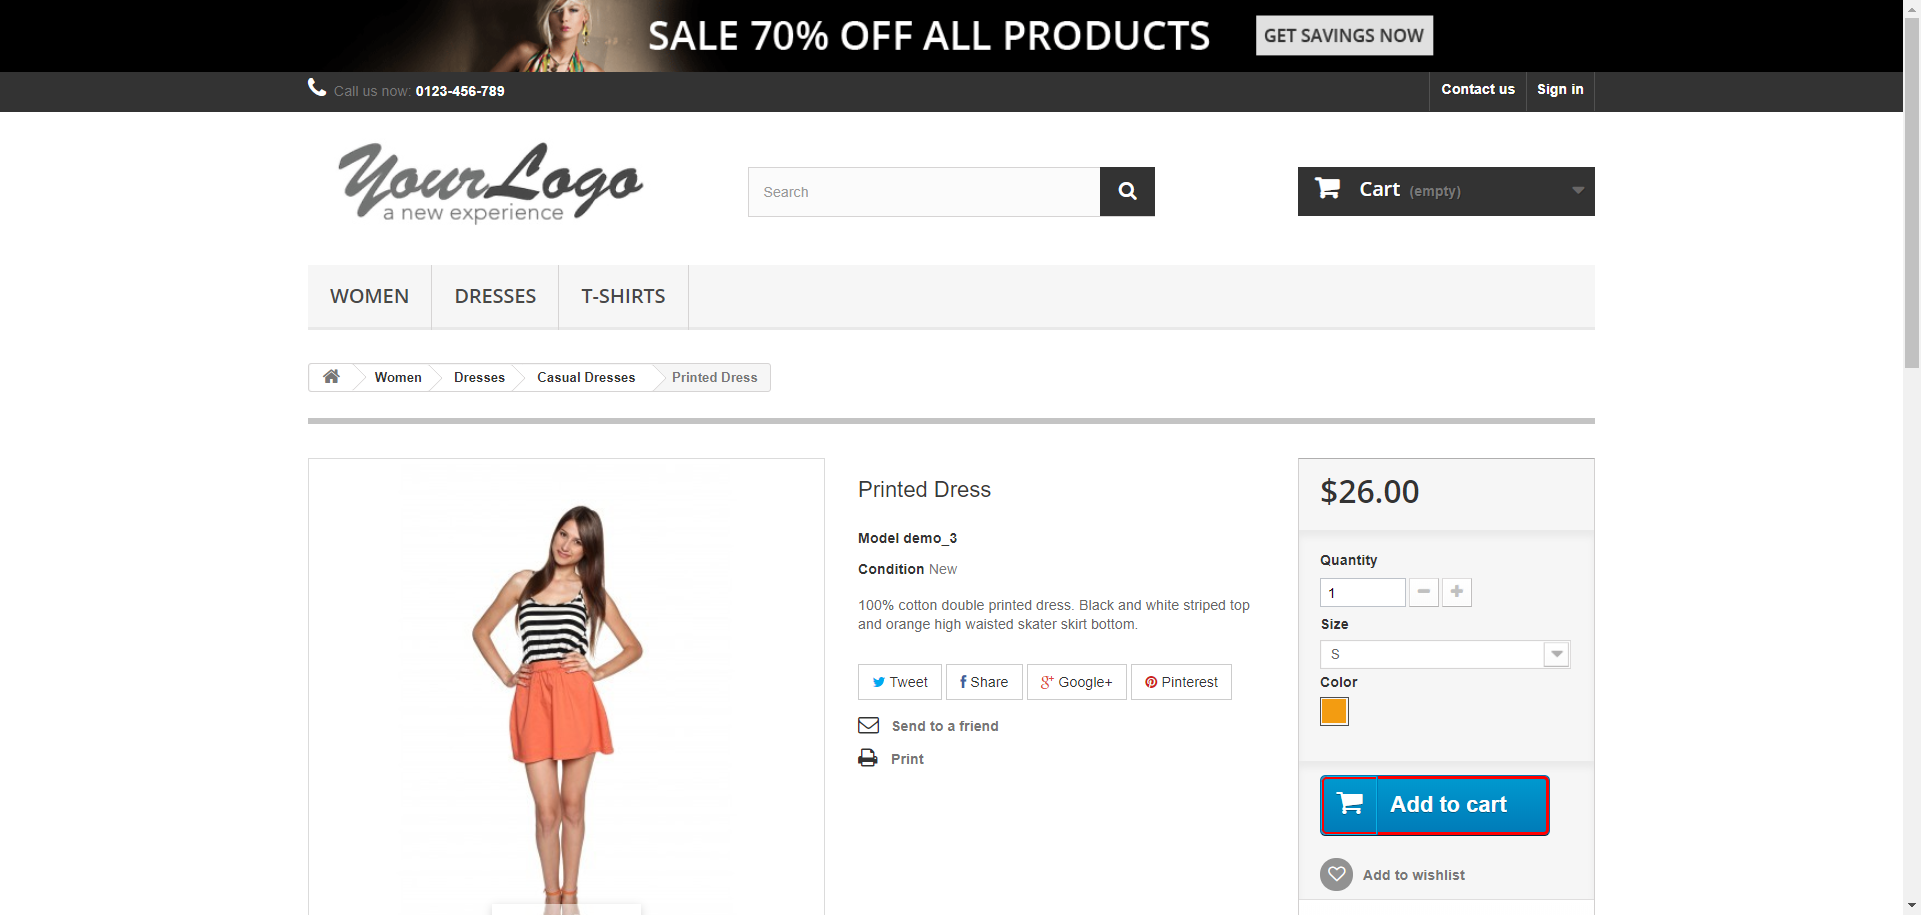 SALE 70% OFF ALL PRODUCTS
GET SAVINGS NOW
Call us now: 0123-456-789
Contact us
Sign in
YourLogo
a new experience
Search
Cart (empty)
WOMEN
DRESSES
T-SHIRTS
Women
Dresses
Casual Dresses
Printed Dress
Printed Dress
Model demo_3
Condition New
100% cotton double printed dress. Black and white striped top
and orange high waisted skater skirt bottom.
Tweet
Share
Google+
Pinterest
Send to a friend
Print
$26.00
Quantity
1
Size
S
Color
Add to cart
Add to wishlist